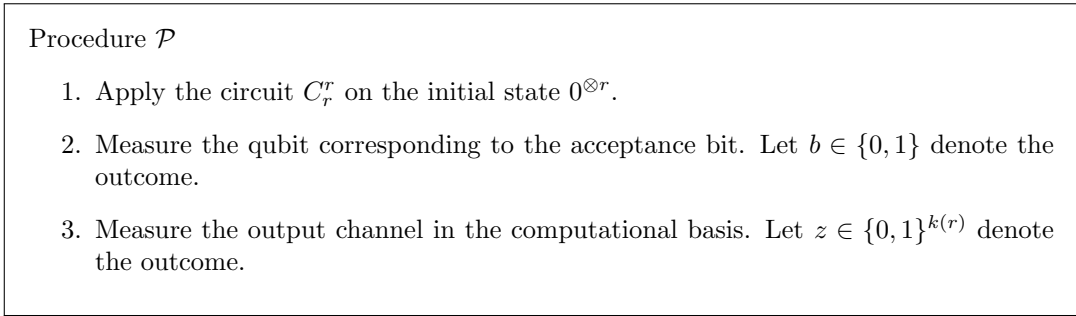 Procedure 𝒫
1. Apply the circuit C_r^r on the initial state 0^{⊗r}.
2. Measure the qubit corresponding to the acceptance bit. Let b ∈ {0, 1} denote the
outcome.
3. Measure the output channel in the computational basis. Let z ∈ {0, 1}^{k(r)} denote
the outcome.